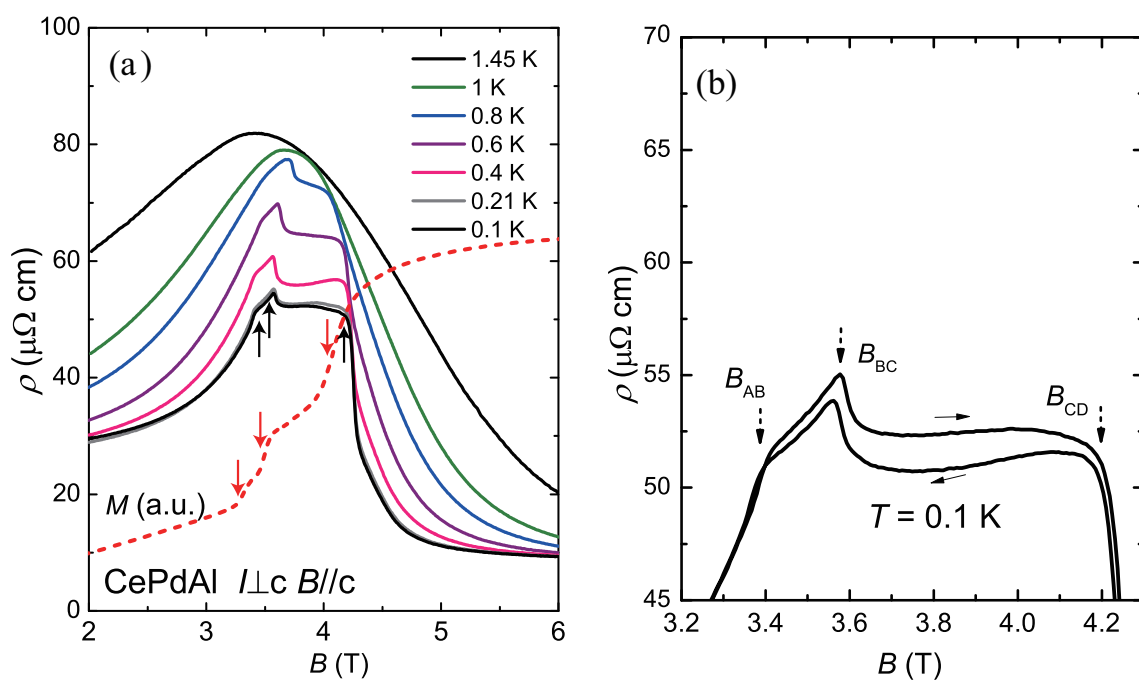 (a)
100
80
60
40
20
0
ρ (μΩ cm)
1.45 K
1 K
0.8 K
0.6 K
0.4 K
0.21 K
0.1 K
M (a.u.)
CePdAl I⊥c B//c
2 3 4 5 6
B (T)
(b)
70
65
60
55
50
45
ρ (μΩ cm)
B_AB
B_BC
B_CD
T = 0.1 K
3.2 3.4 3.6 3.8 4.0 4.2
B (T)